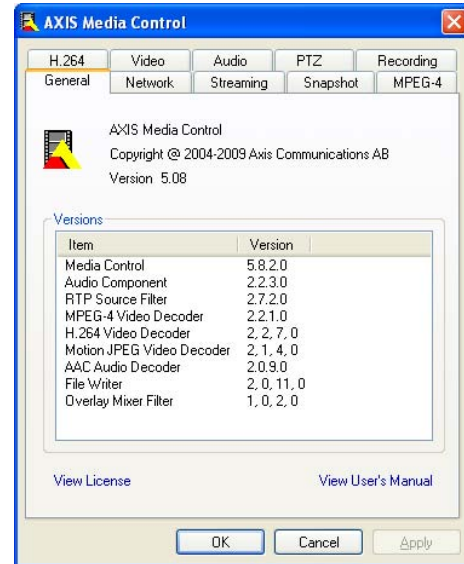 AXIS Media Control
H.264 Video Audio PTZ Recording
General Network Streaming Snapshot MPEG-4
AXIS Media Control
Copyright @ 2004-2009 Axis Communications AB
Version 5.08
Versions
Item Version
Media Control 5.8.2.0
Audio Component 2.2.3.0
RTP Source Filter 2.7.2.0
MPEG-4 Video Decoder 2.2.1.0
H.264 Video Decoder 2, 2, 7, 0
Motion JPEG Video Decoder 2, 1, 4, 0
AAC Audio Decoder 2.0.9.0
File Writer 2, 0, 11, 0
Overlay Mixer Filter 1, 0, 2, 0
View License View User's Manual
OK Cancel Apply